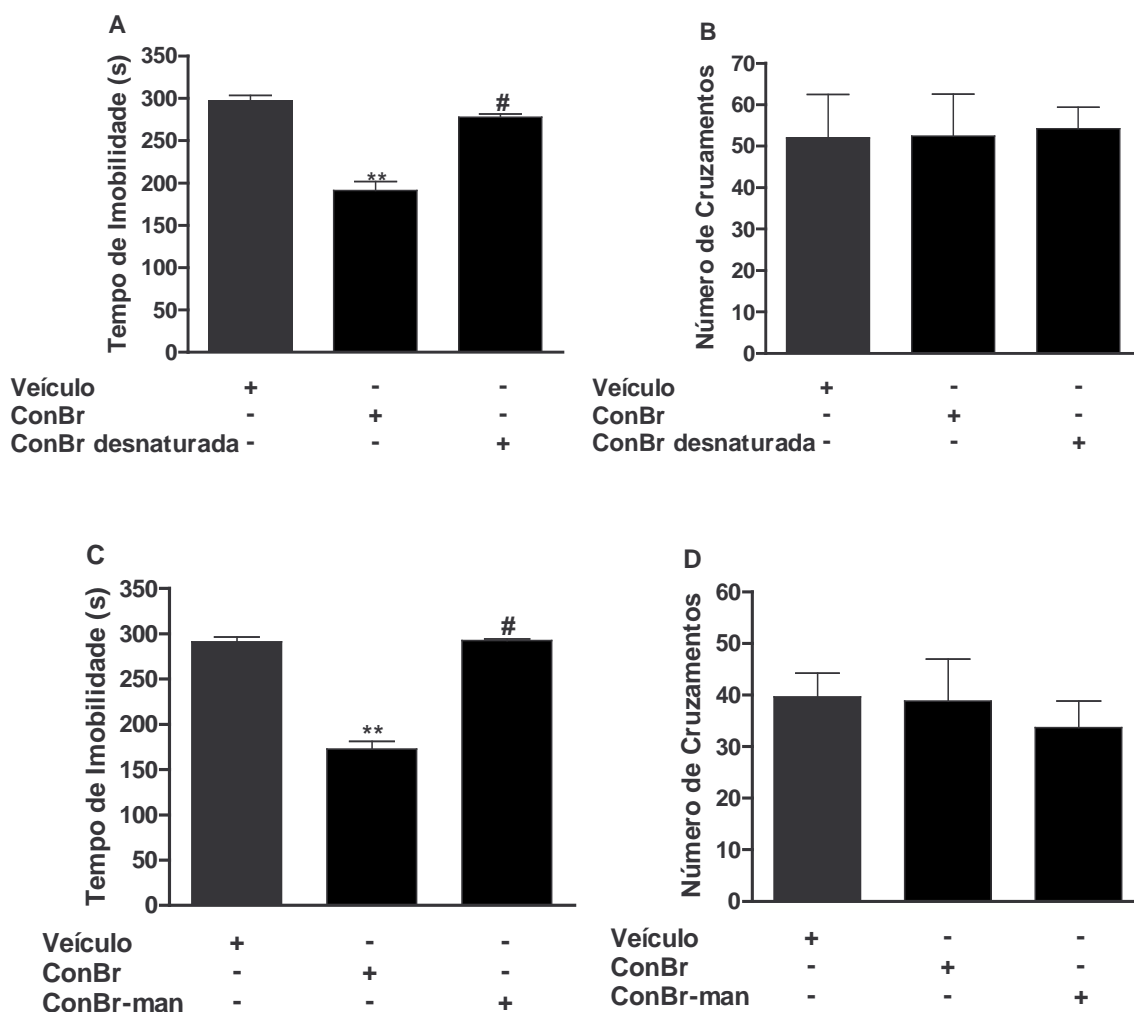 A
Tempo de Imobilidade (s)
350
300
250
200
150
100
50
0
**
#
Veículo + - -
ConBr - + -
ConBr desnaturada - - +
B
Número de Cruzamentos
70
60
50
40
30
20
10
0
Veículo + - -
ConBr - + -
ConBr desnaturada - - +
C
Tempo de Imobilidade (s)
350
300
250
200
150
100
50
0
**
#
Veículo + - -
ConBr - + -
ConBr-man - - +
D
Número de Cruzamentos
60
50
40
30
20
10
0
Veículo + - -
ConBr - + -
ConBr-man - - +